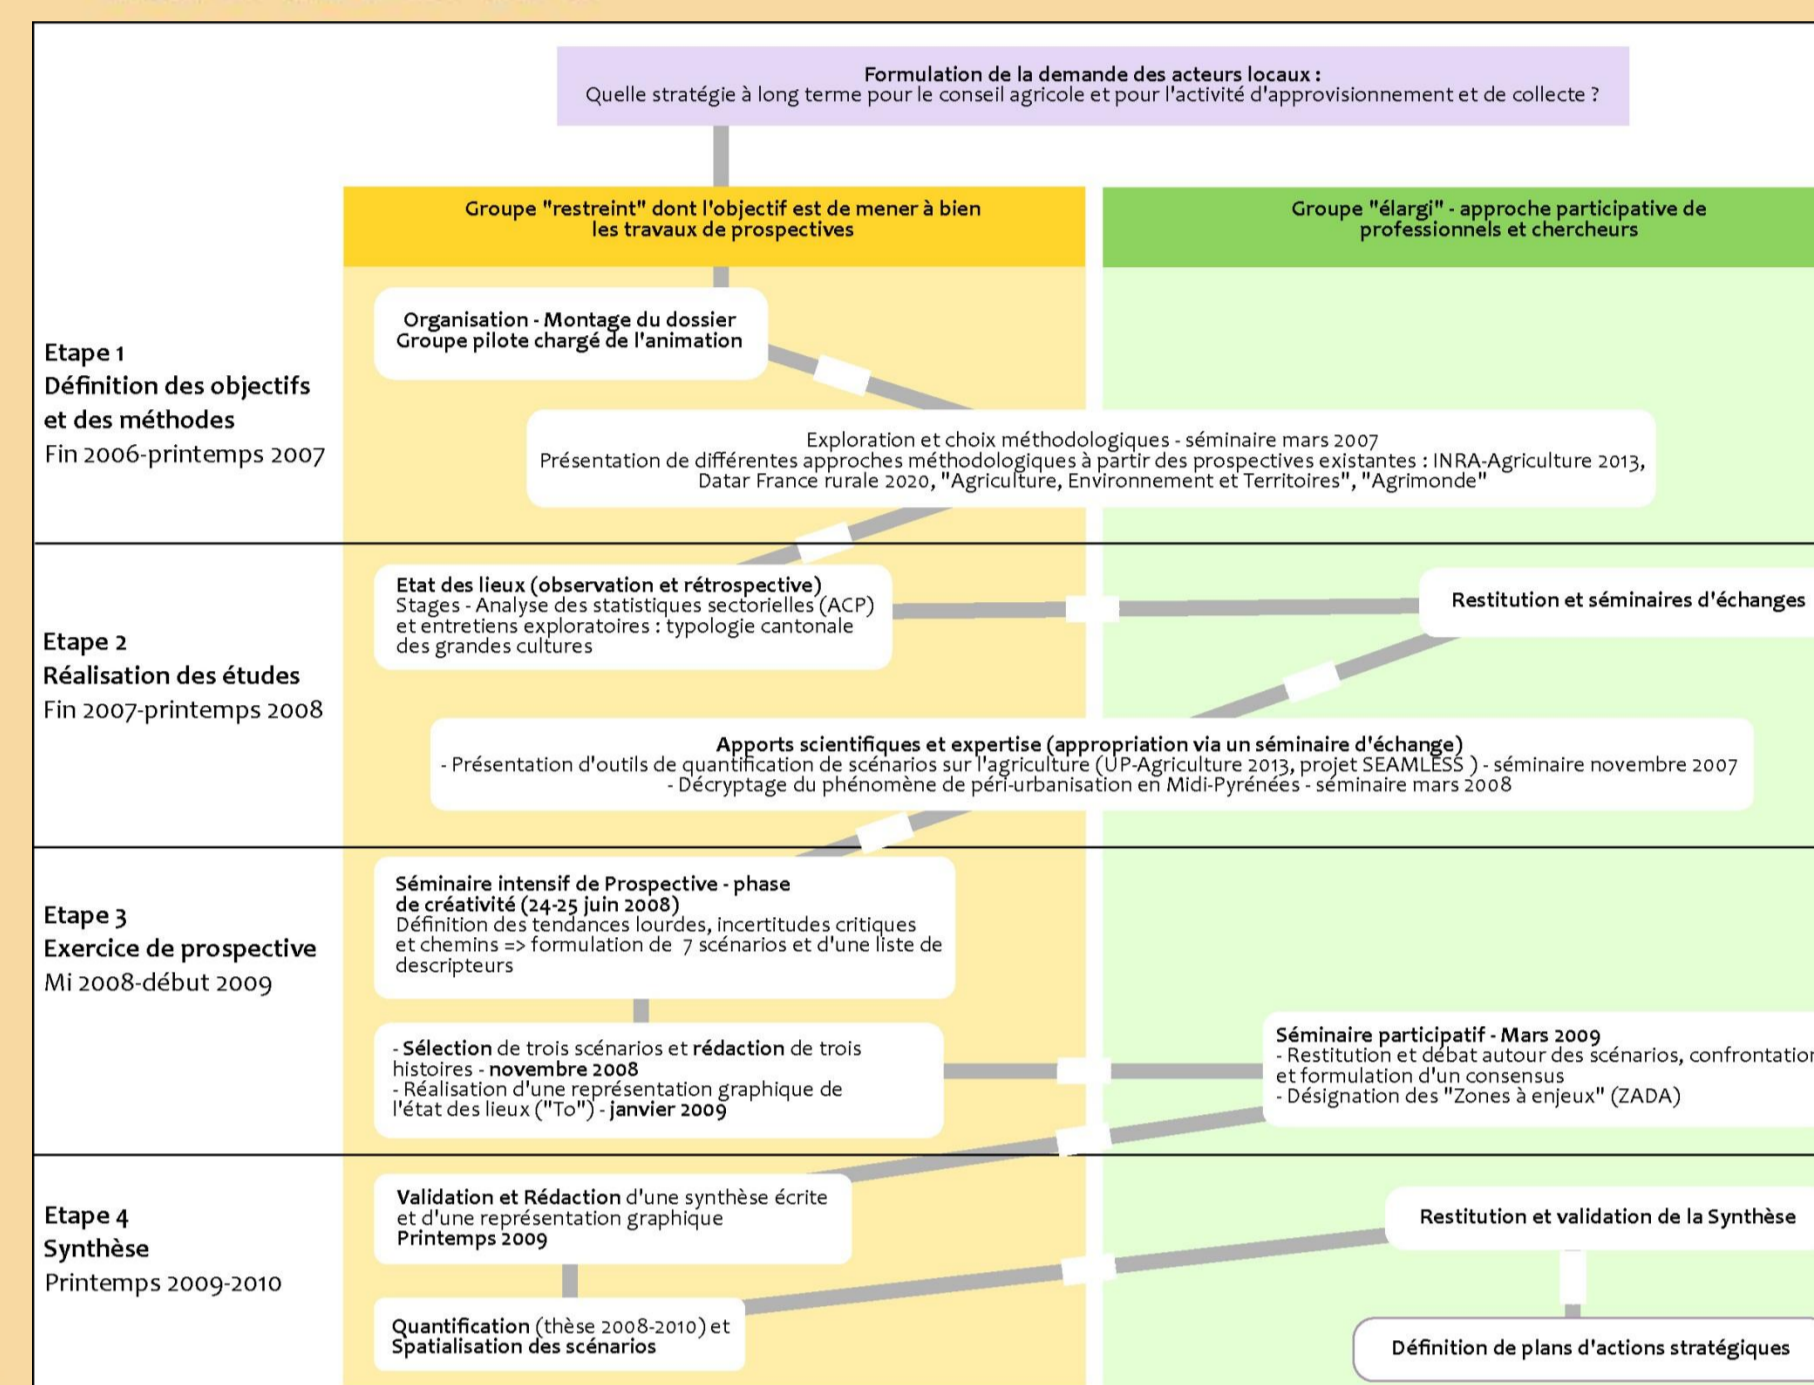 Formulation de la demande des acteurs locaux :
Quelle stratégie à long terme pour le conseil agricole et pour l'activité d'approvisionnement et de collecte ?
Groupe "restreint" dont l'objectif est de mener à bien
les travaux de prospectives
Groupe "élargi" - approche participative de
professionnels et chercheurs
Etape 1
Définition des objectifs
et des méthodes
Fin 2006-printemps 2007
Organisation - Montage du dossier
Groupe pilote chargé de l'animation
Exploration et choix méthodologiques - séminaire mars 2007
Présentation de différentes approches méthodologiques à partir des prospectives existantes : INRA-Agriculture 2013,
Datar France rurale 2020, "Agriculture, Environnement et Territoires", "Agrimonde"
Etape 2
Réalisation des études
Fin 2007-printemps 2008
Etat des lieux (observation et rétrospective)
Stages - Analyse des statistiques sectorielles (ACP)
et entretiens exploratoires : typologie cantonale
des grandes cultures
Restitution et séminaires d'échanges
Apports scientifiques et expertise (appropriation via un séminaire d'échange)
- Présentation d'outils de quantification de scénarios sur l'agriculture (UP-Agriculture 2013, projet SEAMLESS ) - séminaire novembre 2007
- Décryptage du phénomène de péri-urbanisation en Midi-Pyrénées - séminaire mars 2008
Etape 3
Exercice de prospective
Mi 2008-début 2009
Séminaire intensif de Prospective - phase
de créativité (24-25 juin 2008)
Définition des tendances lourdes, incertitudes critiques
et chemins => formulation de 7 scénarios et d'une liste de
descripteurs
- Sélection de trois scénarios et rédaction de trois
histoires - novembre 2008
- Réalisation d'une représentation graphique de
l'état des lieux ("To") - janvier 2009
Séminaire participatif - Mars 2009
- Restitution et débat autour des scénarios, confrontation
et formulation d'un consensus
- Désignation des "Zones à enjeux" (ZADA)
Etape 4
Synthèse
Printemps 2009-2010
Validation et Rédaction d'une synthèse écrite
et d'une représentation graphique
Printemps 2009
Restitution et validation de la Synthèse
Quantification (thèse 2008-2010) et
Spatialisation des scénarios
Définition de plans d'actions stratégiques